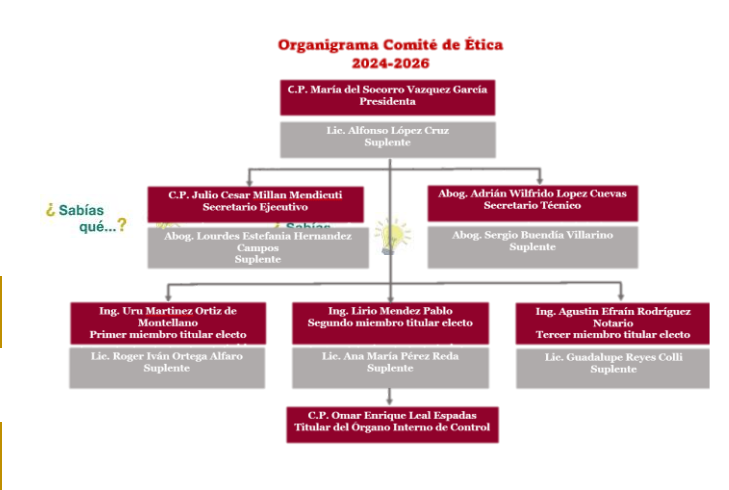 Organigrama Comité de Ética
2024-2026
C.P. María del Socorro Vazquez García
Presidenta
Lic. Alfonso López Cruz
Suplente
C.P. Julio Cesar Millan Mendicuti
Secretario Ejecutivo
Abog. Adrián Wilfrido Lopez Cuevas
Secretario Técnico
¿Sabías
qué...?
¿Sabías
Abog. Lourdes Estefania Hernandez
Campos
Suplente
Abog. Sergio Buendía Villarino
Suplente
Ing. Uru Martinez Ortiz de
Montellano
Primer miembro titular electo
Ing. Lirio Mendez Pablo
Segundo miembro titular electo
Ing. Agustin Efraín Rodríguez
Notario
Tercer miembro titular electo
Lic. Roger Iván Ortega Alfaro
Suplente
Lic. Ana María Pérez Reda
Suplente
Lic. Guadalupe Reyes Colli
Suplente
C.P. Omar Enrique Leal Espadas
Titular del Órgano Interno de Control